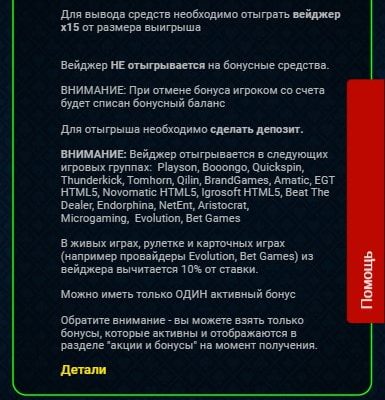 Для вывода средств необходимо отыграть вейджер
x15 от размера выигрыша
Вейджер НЕ отыгрывается на бонусные средства.
ВНИМАНИЕ: При отмене бонуса игроком со счета
будет списан бонусный баланс
Для отыгрыша необходимо сделать депозит.
ВНИМАНИЕ: Вейджер отыгрывается в следующих
игровых группах: Playson, Booongo, Quickspin,
Thunderkick, Tomhorn, Qilin, BrandGames, Amatic, EGT
HTML5, Novomatic HTML5, Igrosoft HTML5, Beat The
Dealer, Endorphina, NetEnt, Aristocrat,
Microgaming, Evolution, Bet Games
В живых играх, рулетке и карточных играх
(например провайдеры Evolution, Bet Games) из
вейджера вычитается 10% от ставки.
Можно иметь только ОДИН активный бонус
Обратите внимание - вы можете взять только
бонусы, которые активны и отображаются в
разделе "акции и бонусы" на момент получения.
Детали
Помощь